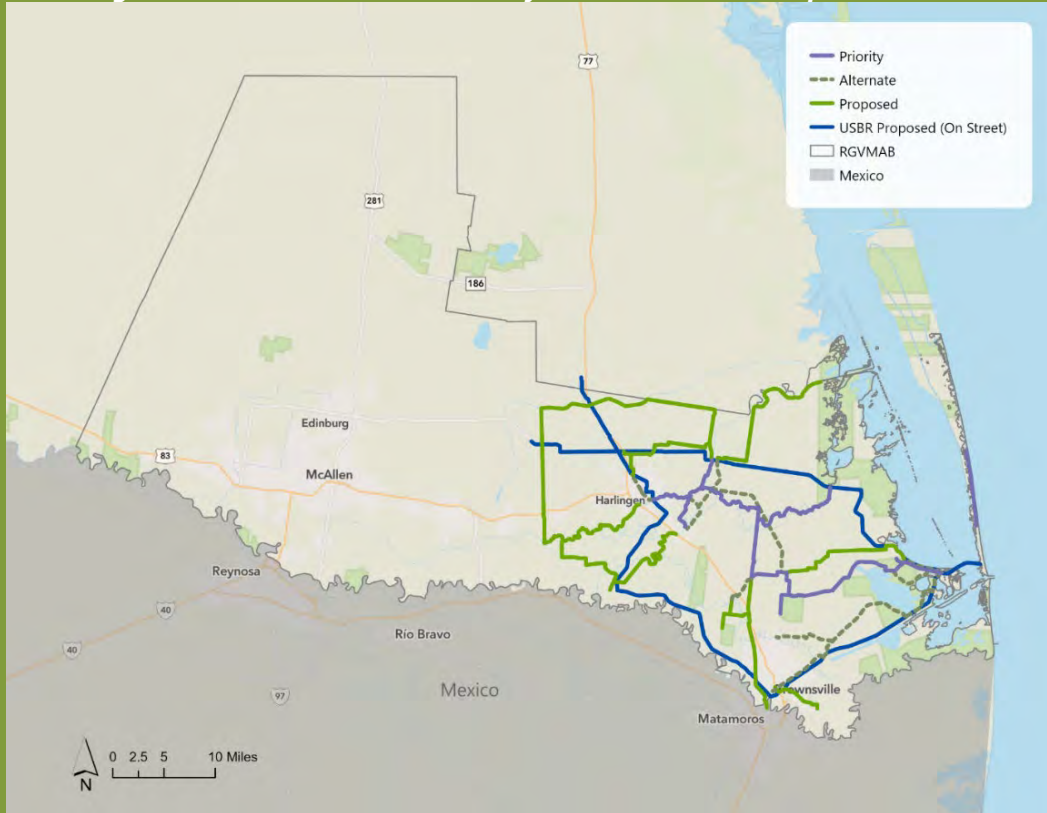 77
Priority
Alternate
Proposed
USBR Proposed (On Street)
RGVMAB
Mexico
281
186
Edinburg
83
McAllen
Harlingen
Reynosa
40
Río Bravo
40
97
Mexico
Brownsville
Matamoros
0 2.5 5 10 Miles
N